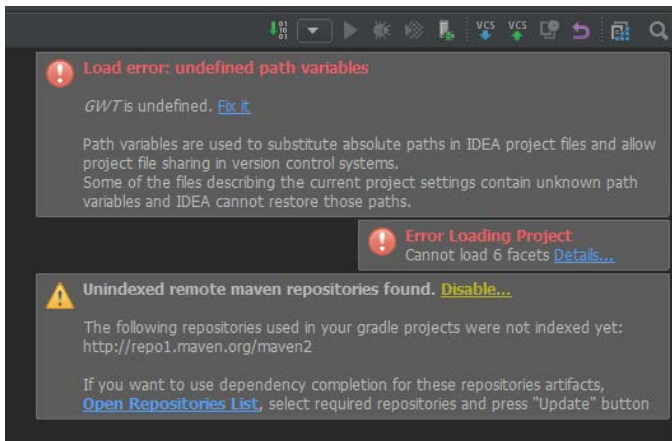 01
10
01
VCS VCS
Load error: undefined path variables
GWT is undefined. Fix it
Path variables are used to substitute absolute paths in IDEA project files and allow
project file sharing in version control systems.
Some of the files describing the current project settings contain unknown path
variables and IDEA cannot restore those paths.
Error Loading Project
Cannot load 6 facets Details...
Unindexed remote maven repositories found. Disable...
The following repositories used in your gradle projects were not indexed yet:
http://repo1.maven.org/maven2
If you want to use dependency completion for these repositories artifacts,
Open Repositories List, select required repositories and press "Update" button